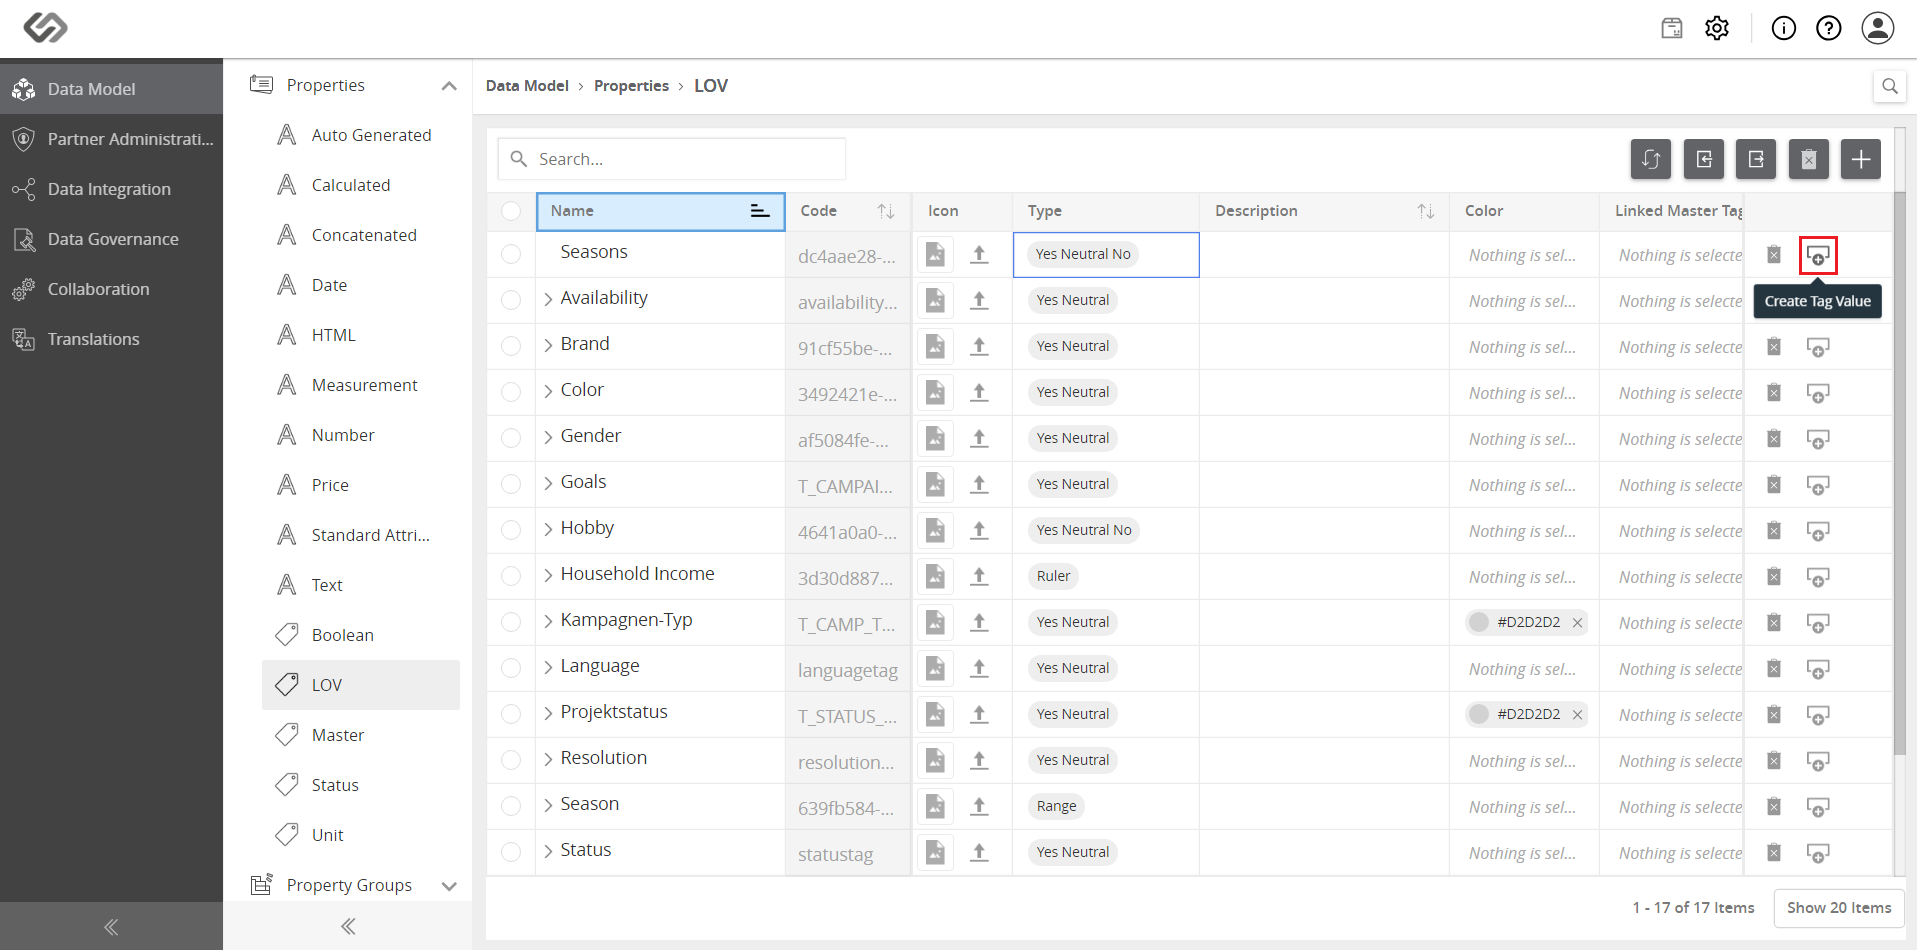 Data Model
Partner Administrati...
Data Integration
Data Governance
Collaboration
Translations
Properties
Auto Generated
Calculated
Concatenated
Date
HTML
Measurement
Number
Price
Standard Attri...
Text
Boolean
LOV
Master
Status
Unit
Property Groups
Data Model > Properties > LOV
Search...
Name Code Icon Type Description Color Linked Master Tag
Seasons dc4aae28-... Yes Neutral No Nothing is sel... Nothing is selecte
Availability availability... Yes Neutral Nothing is sel... Nothing is selecte
Create Tag Value
Brand 91cf55be-... Yes Neutral Nothing is sel... Nothing is selecte
Color 3492421e-... Yes Neutral Nothing is sel... Nothing is selecte
Gender af5084fe-... Yes Neutral Nothing is sel... Nothing is selecte
Goals T_CAMPAI... Yes Neutral Nothing is sel... Nothing is selecte
Hobby 4641a0a0-... Yes Neutral No Nothing is sel... Nothing is selecte
Household Income 3d30d887... Ruler Nothing is sel... Nothing is selecte
Kampagnen-Typ T_CAMP_T... Yes Neutral #D2D2D2 Nothing is selecte
Language languagetag Yes Neutral Nothing is sel... Nothing is selecte
Projektstatus T_STATUS_... Yes Neutral #D2D2D2 Nothing is selecte
Resolution resolution... Yes Neutral Nothing is sel... Nothing is selecte
Season 639fb584-... Range Nothing is sel... Nothing is selecte
Status statustag Yes Neutral Nothing is sel... Nothing is selecte
1 - 17 of 17 Items Show 20 Items